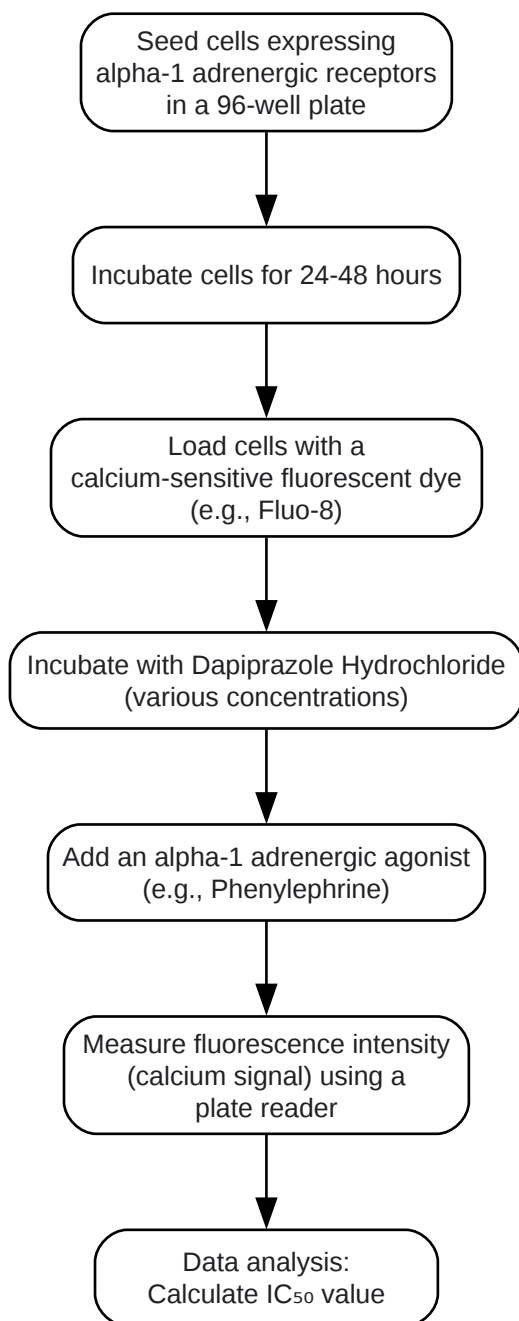 Seed cells expressing
alpha-1 adrenergic receptors
in a 96-well plate
Incubate cells for 24-48 hours
Load cells with a
calcium-sensitive fluorescent dye
(e.g., Fluo-8)
Incubate with Dapiprazole Hydrochloride
(various concentrations)
Add an alpha-1 adrenergic agonist
(e.g., Phenylephrine)
Measure fluorescence intensity
(calcium signal) using a
plate reader
Data analysis:
Calculate IC₅₀ value